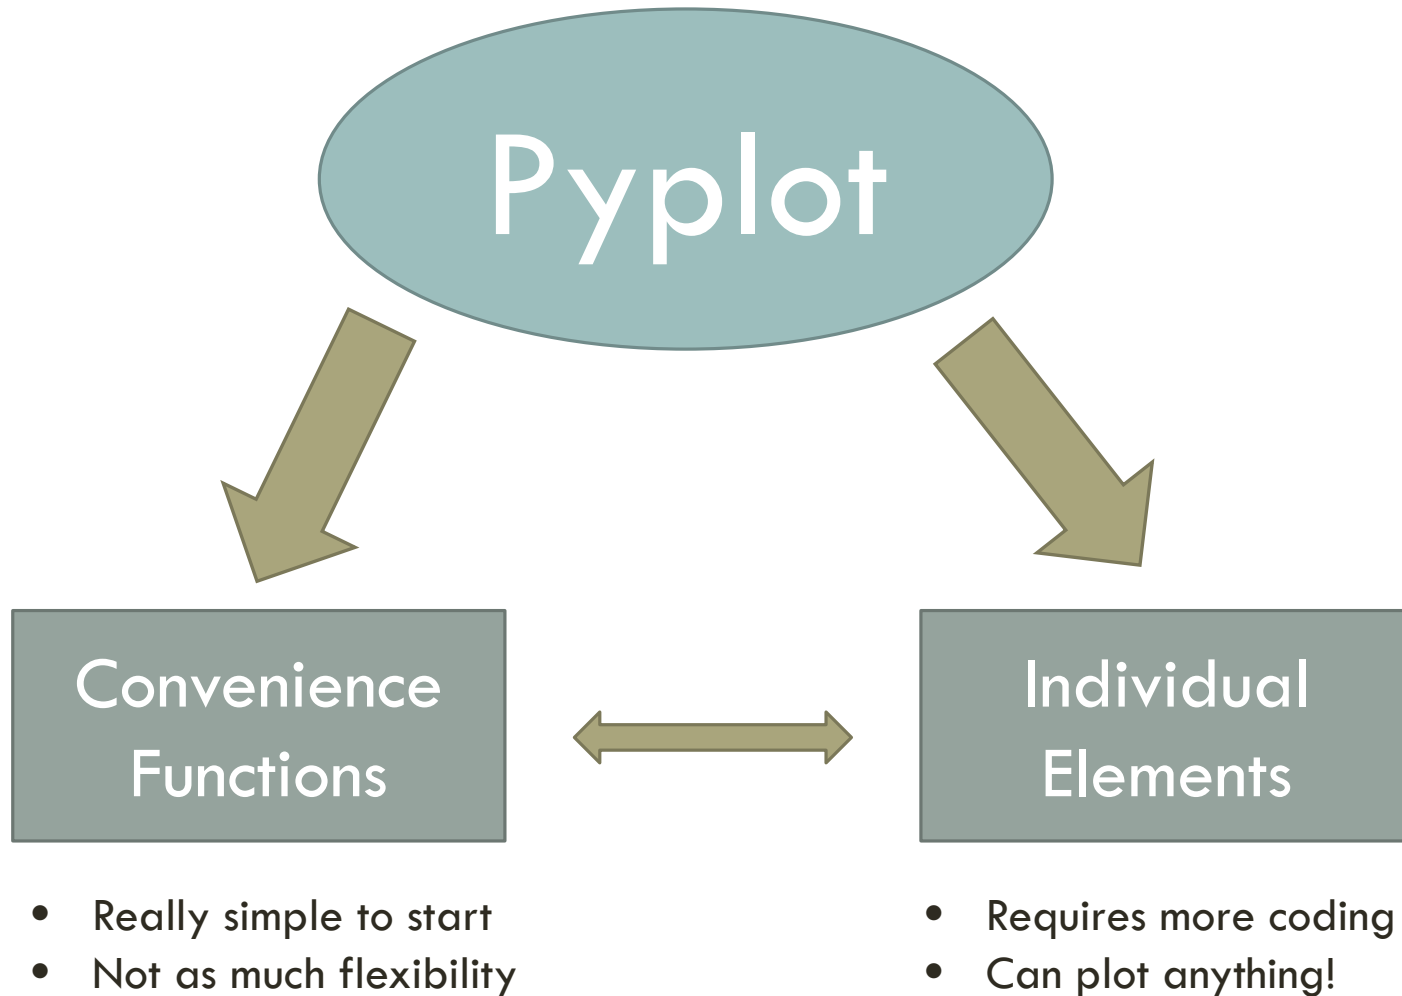 Pyplot
Convenience
Functions
Individual
Elements
• Really simple to start
• Not as much flexibility
• Requires more coding
• Can plot anything!